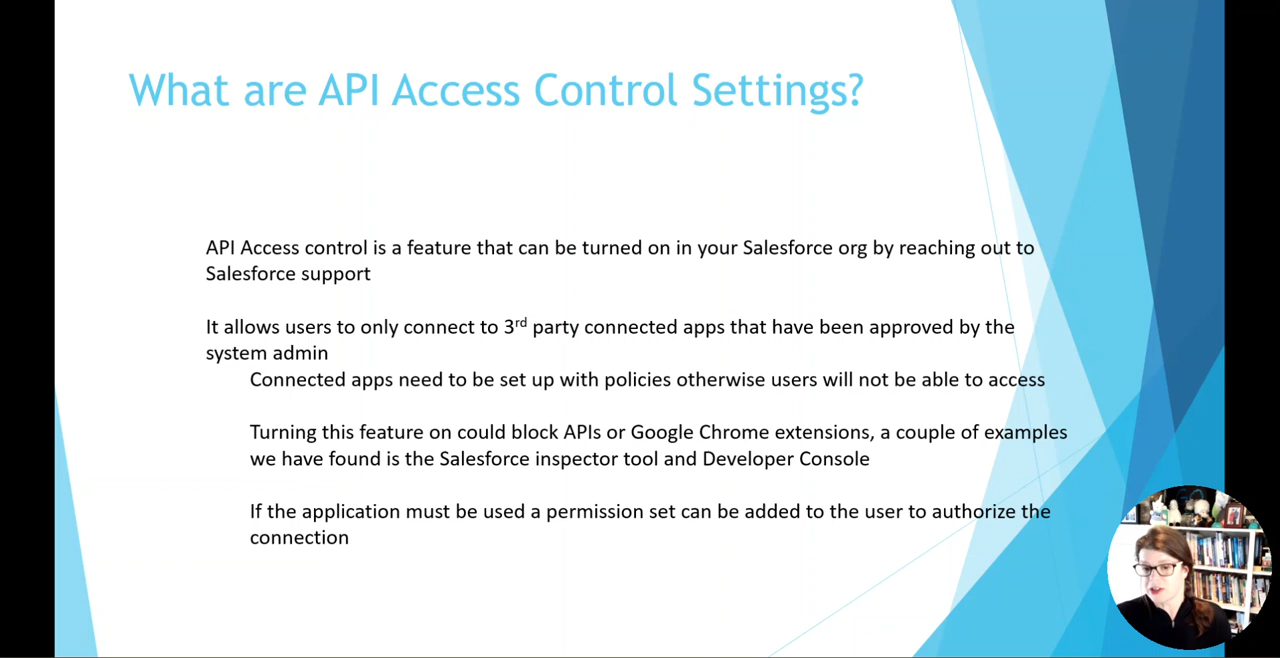 What are API Access Control Settings?
API Access control is a feature that can be turned on in your Salesforce org by reaching out to
Salesforce support
It allows users to only connect to 3rd party connected apps that have been approved by the
system admin
Connected apps need to be set up with policies otherwise users will not be able to access
Turning this feature on could block APIs or Google Chrome extensions, a couple of examples
we have found is the Salesforce inspector tool and Developer Console
If the application must be used a permission set can be added to the user to authorize the
connection